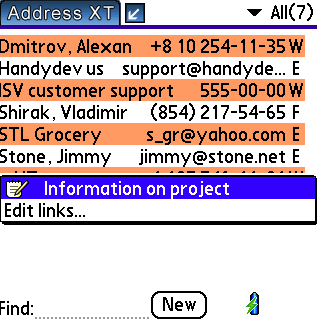 Address XT All(7)
Dmitrov, Alexan +8 10 254-11-35 W
Handydev us support@handyde... E
ISV customer support 555-00-00 W
Shirak, Vladimir (854) 217-54-65 F
STL Grocery s_gr@yahoo.com E
Stone, Jimmy jimmy@stone.net E
Information on project
Edit links...
Find: New